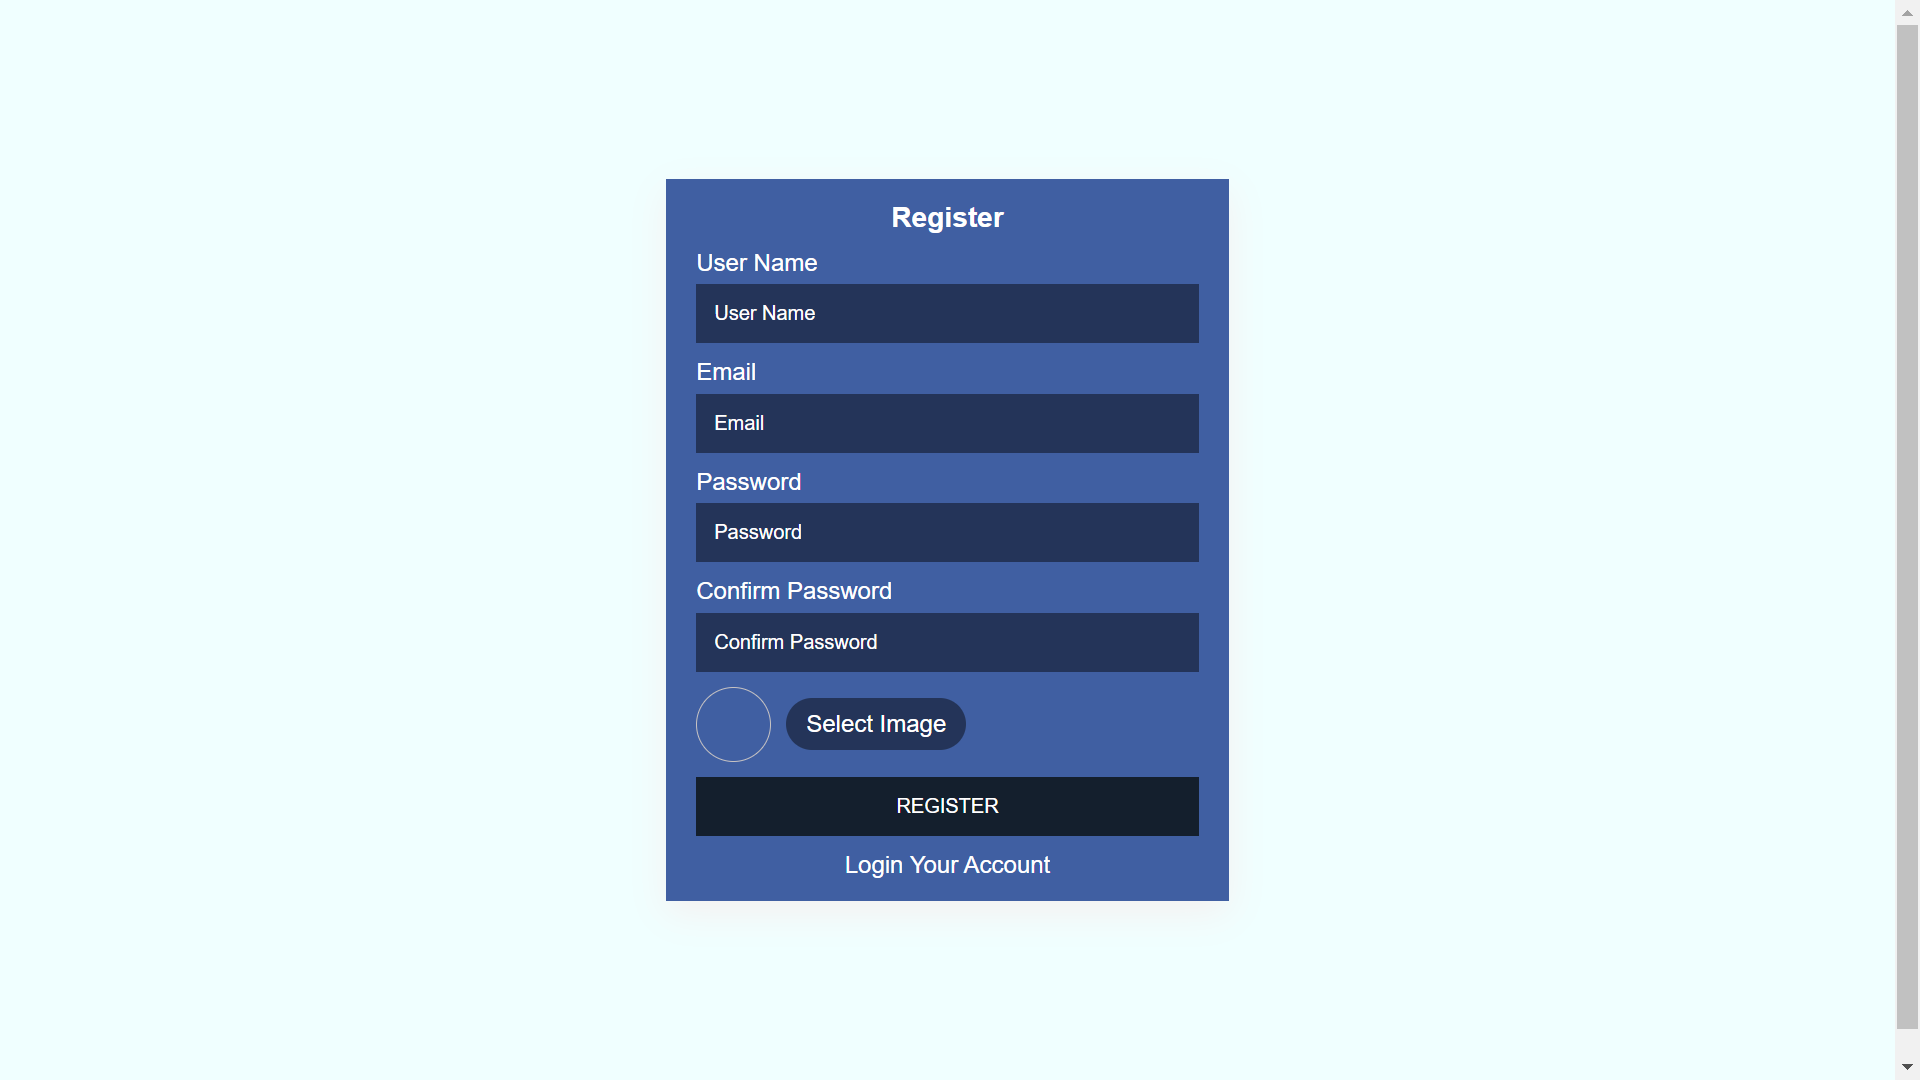 Register
User Name
User Name
Email
Email
Password
Password
Confirm Password
Confirm Password
Select Image
REGISTER
Login Your Account